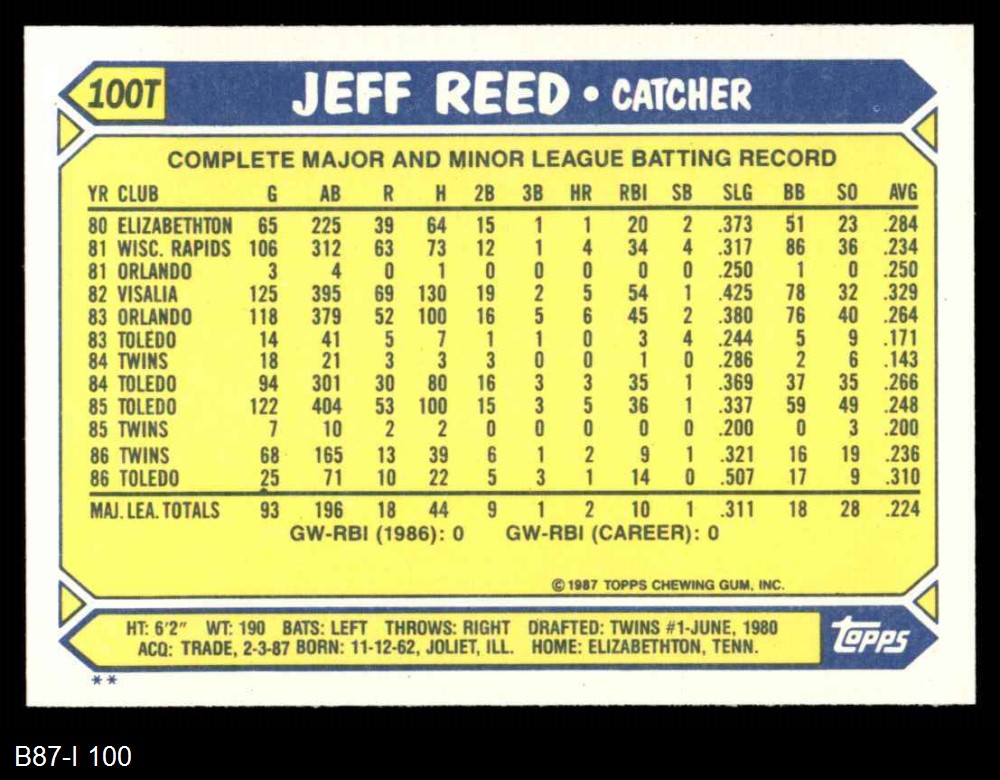 100T JEFF REED • CATCHER
COMPLETE MAJOR AND MINOR LEAGUE BATTING RECORD
YR CLUB G AB R H 2B 3B HR RBI SB SLG BB SO AVG
80 ELIZABETHTON 65 225 39 64 15 1 1 20 2 .373 51 23 .284
81 WISC. RAPIDS 106 312 63 73 12 1 4 34 4 .317 86 36 .234
81 ORLANDO 3 4 0 1 0 0 0 0 0 .250 1 0 .250
82 VISALIA 125 395 69 130 19 2 5 54 1 .425 78 32 .329
83 ORLANDO 118 379 52 100 16 5 6 45 2 .380 76 40 .264
83 TOLEDO 14 41 5 7 1 1 0 3 4 .244 5 9 .171
84 TWINS 18 21 3 3 3 0 0 1 0 .286 2 6 .143
84 TOLEDO 94 301 30 80 16 3 3 35 1 .369 37 35 .266
85 TOLEDO 122 404 53 100 15 3 5 36 1 .337 59 49 .248
85 TWINS 7 10 2 2 0 0 0 0 0 .200 0 3 .200
86 TWINS 68 165 13 39 6 1 2 9 1 .321 16 19 .236
86 TOLEDO 25 71 10 22 5 3 1 14 0 .507 17 9 .310
MAJ. LEA. TOTALS 93 196 18 44 9 1 2 10 1 .311 18 28 .224
GW-RBI (1986): 0 GW-RBI (CAREER): 0
© 1987 TOPPS CHEWING GUM, INC.
HT: 6'2" WT: 190 BATS: LEFT THROWS: RIGHT DRAFTED: TWINS #1-JUNE, 1980
ACQ: TRADE, 2-3-87 BORN: 11-12-62, JOLIET, ILL. HOME: ELIZABETHTON, TENN.
topps
**
B87-I 100